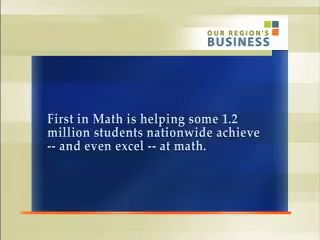 OUR REGION'S
BUSINESS
First in Math is helping some 1.2
million students nationwide achieve
-- and even excel -- at math.